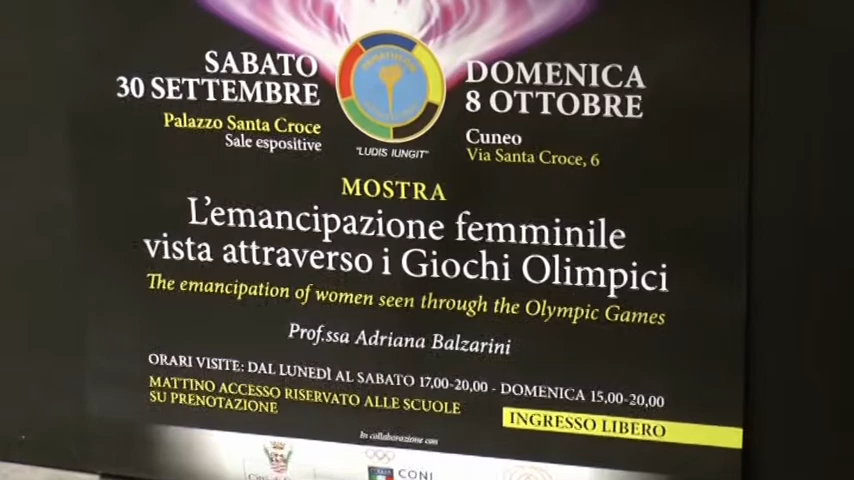 SABATO
30 SETTEMBRE
Palazzo Santa Croce
Sale espositive
DOMENICA
8 OTTOBRE
Cuneo
Via Santa Croce, 6
"LUDIS IUNGIT"
MOSTRA
L'emancipazione femminile
vista attraverso i Giochi Olimpici
The emancipation of women seen through the Olympic Games
Prof.ssa Adriana Balzarini
ORARI VISITE: DAL LUNEDÌ AL SABATO 17,00-20,00 - DOMENICA 15,00-20,00
MATTINO ACCESSO RISERVATO ALLE SCUOLE
SU PRENOTAZIONE
INGRESSO LIBERO
In collaborazione con
CONI